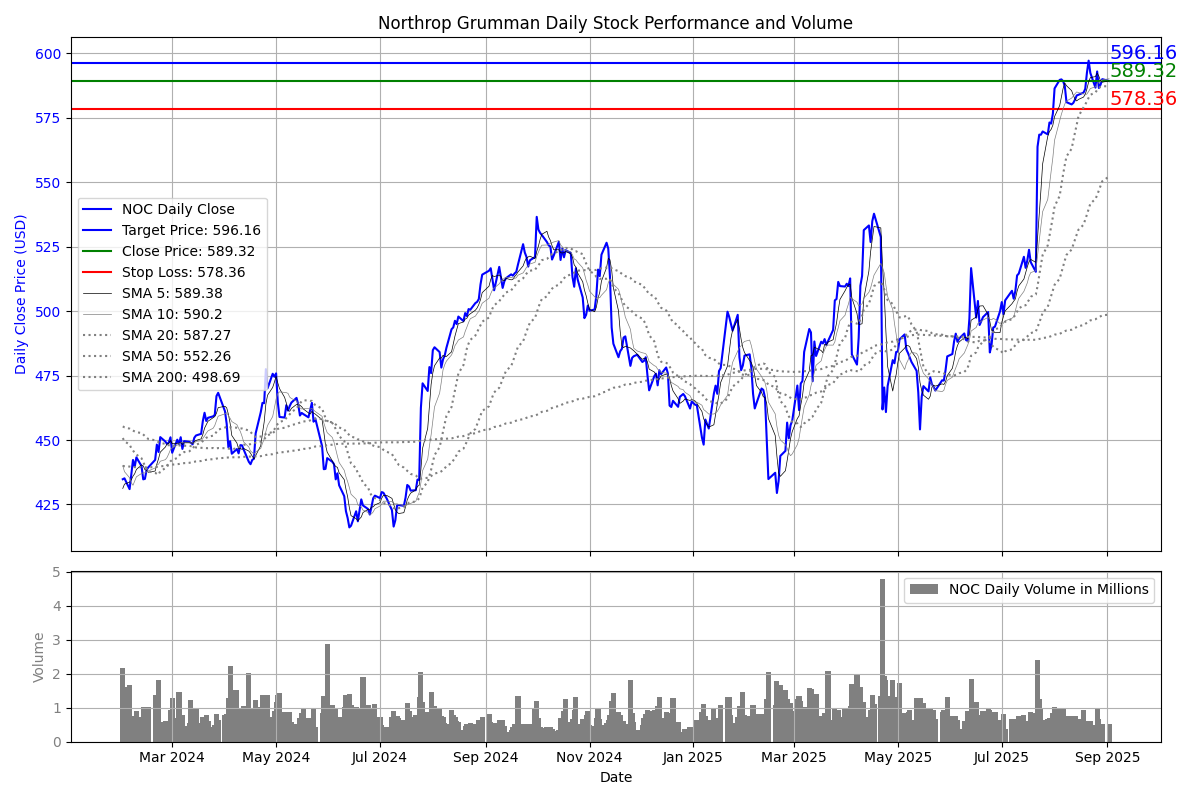 Northrop Grumman Daily Stock Performance and Volume
600
575
550
525
500
475
450
425
Daily Close Price (USD)
596.16
589.32
578.36
NOC Daily Close
Target Price: 596.16
Close Price: 589.32
Stop Loss: 578.36
SMA 5: 589.38
SMA 10: 590.2
SMA 20: 587.27
SMA 50: 552.26
SMA 200: 498.69
5
4
3
2
1
0
Volume
NOC Daily Volume in Millions
Mar 2024 May 2024 Jul 2024 Sep 2024 Nov 2024 Jan 2025 Mar 2025 May 2025 Jul 2025 Sep 2025
Date